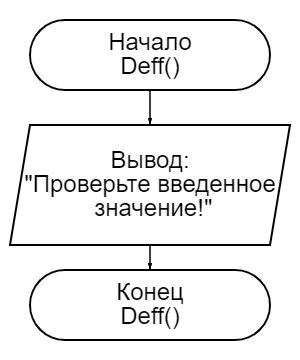 Начало
Deff()
Вывод:
"Проверьте введенное
значение!"
Конец
Deff()